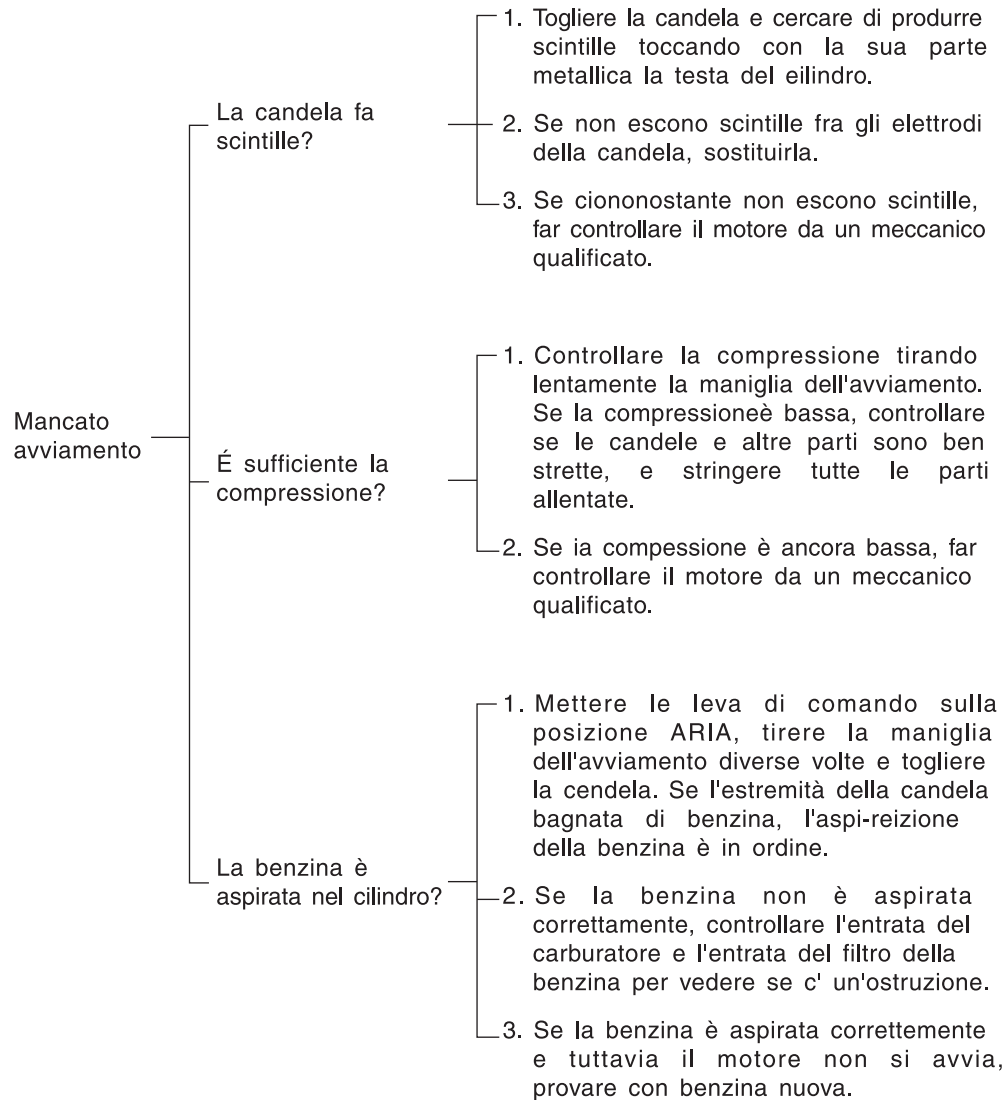 Mancato
avviamento
La candela fa
scintille?
1. Togliere la candela e cercare di produrre
scintille toccando con la sua parte
metallica la testa del eilindro.
2. Se non escono scintille fra gli elettrodi
della candela, sostituirla.
3. Se ciononostante non escono scintille,
far controllare il motore da un meccanico
qualificato.
É sufficiente la
compressione?
1. Controllare la compressione tirando
lentamente la maniglia dell'avviamento.
Se la compressioneè bassa, controllare
se le candele e altre parti sono ben
strette, e stringere tutte le parti
allentate.
2. Se ia compessione è ancora bassa, far
controllare il motore da un meccanico
qualificato.
La benzina è
aspirata nel cilindro?
1. Mettere le leva di comando sulla
posizione ARIA, tirere la maniglia
dell'avviamento diverse volte e togliere
la cendela. Se l'estremità della candela
bagnata di benzina, l'aspi-reizione
della benzina è in ordine.
2. Se la benzina non è aspirata
correttamente, controllare l'entrata del
carburatore e l'entrata del filtro della
benzina per vedere se c' un'ostruzione.
3. Se la benzina è aspirata correttemente
e tuttavia il motore non si avvia,
provare con benzina nuova.